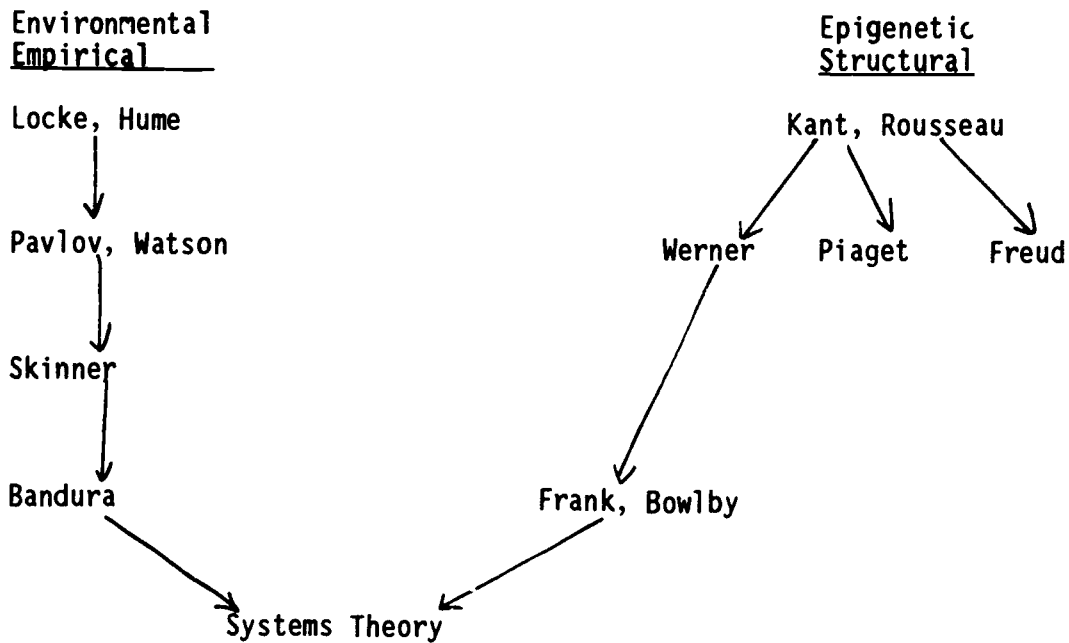 Environmental
Empirical
Epigenetic
Structural
Locke, Hume
Kant, Rousseau
Pavlov, Watson
Werner
Piaget
Freud
Skinner
Bandura
Frank, Bowlby
Systems Theory